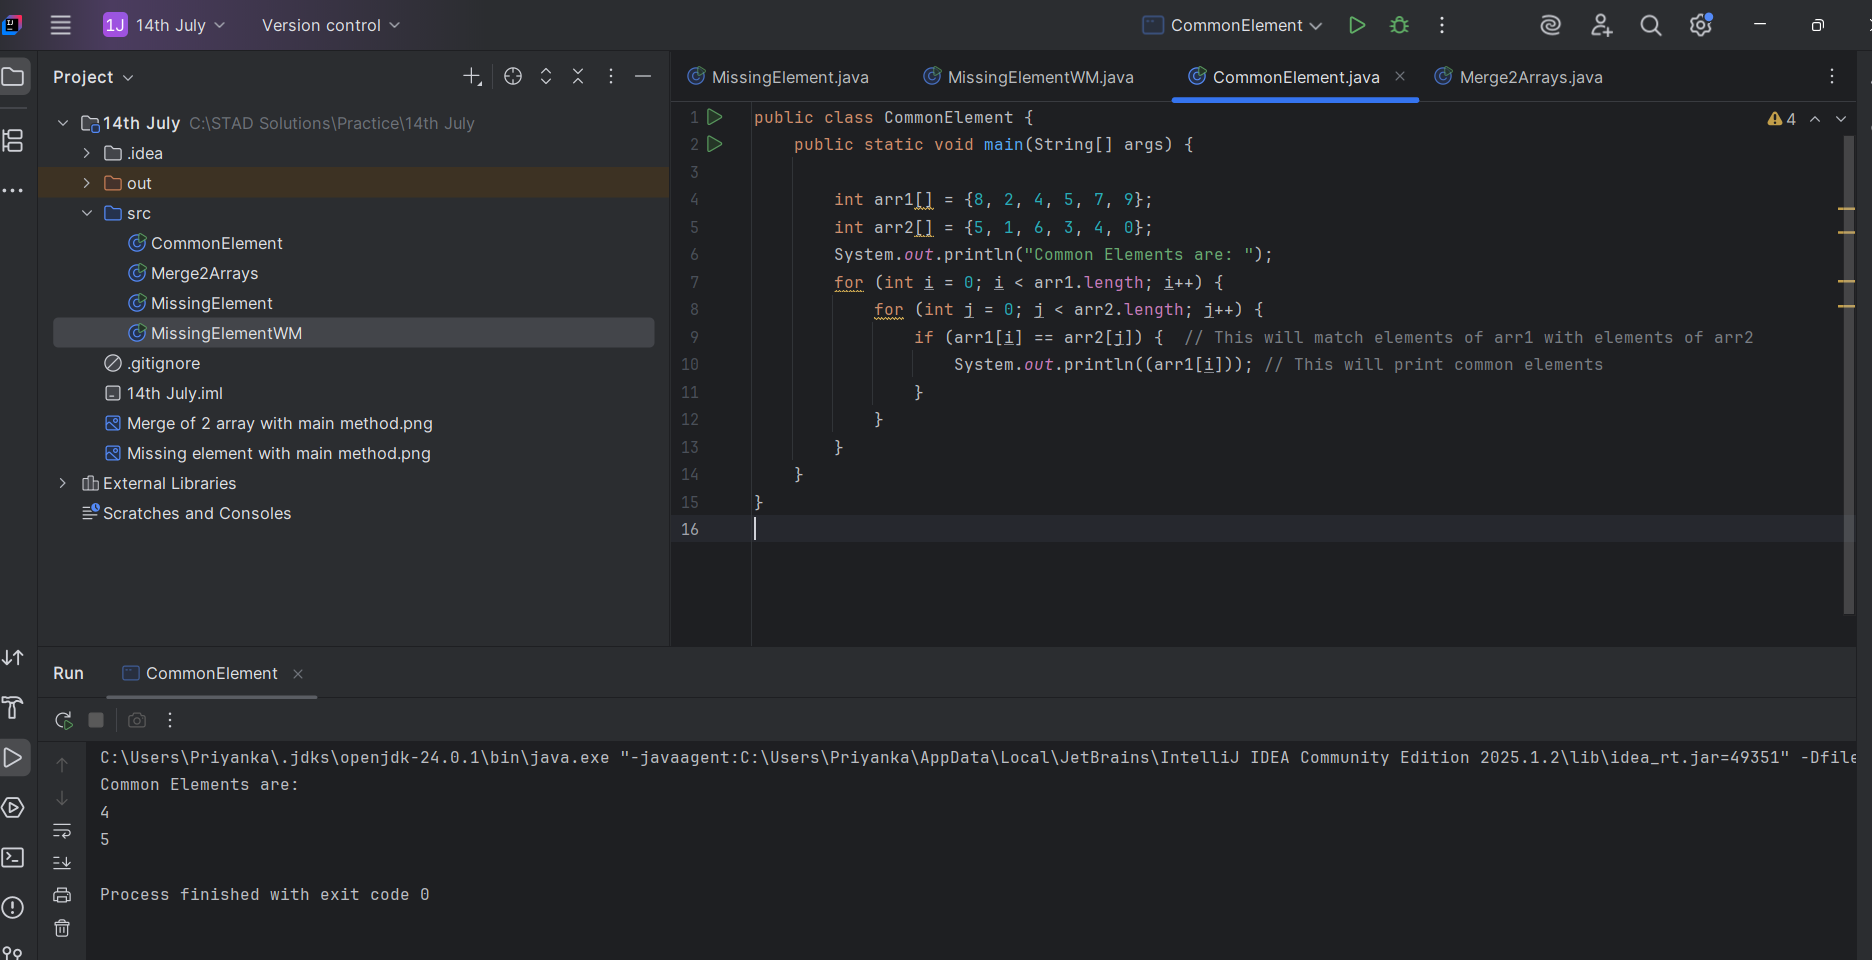 1J 14th July Version control CommonElement
Project
MissingElement.java MissingElementWM.java CommonElement.java Merge2Arrays.java
14th July C:\STAD Solutions\Practice\14th July
.idea
out
src
CommonElement
Merge2Arrays
MissingElement
MissingElementWM
.gitignore
14th July.iml
Merge of 2 array with main method.png
Missing element with main method.png
External Libraries
Scratches and Consoles
4
1 public class CommonElement {
2     public static void main(String[] args) {
3
4         int arr1[] = {8, 2, 4, 5, 7, 9};
5         int arr2[] = {5, 1, 6, 3, 4, 0};
6         System.out.println("Common Elements are: ");
7         for (int i = 0; i < arr1.length; i++) {
8             for (int j = 0; j < arr2.length; j++) {
9                 if (arr1[i] == arr2[j]) {  // This will match elements of arr1 with elements of arr2
10                     System.out.println((arr1[i])); // This will print common elements
11                 }
12             }
13         }
14     }
15 }
16
Run CommonElement
C:\Users\Priyanka\.jdks\openjdk-24.0.1\bin\java.exe "-javaagent:C:\Users\Priyanka\AppData\Local\JetBrains\IntelliJ IDEA Community Edition 2025.1.2\lib\idea_rt.jar=49351" -Dfile
Common Elements are:
4
5
Process finished with exit code 0